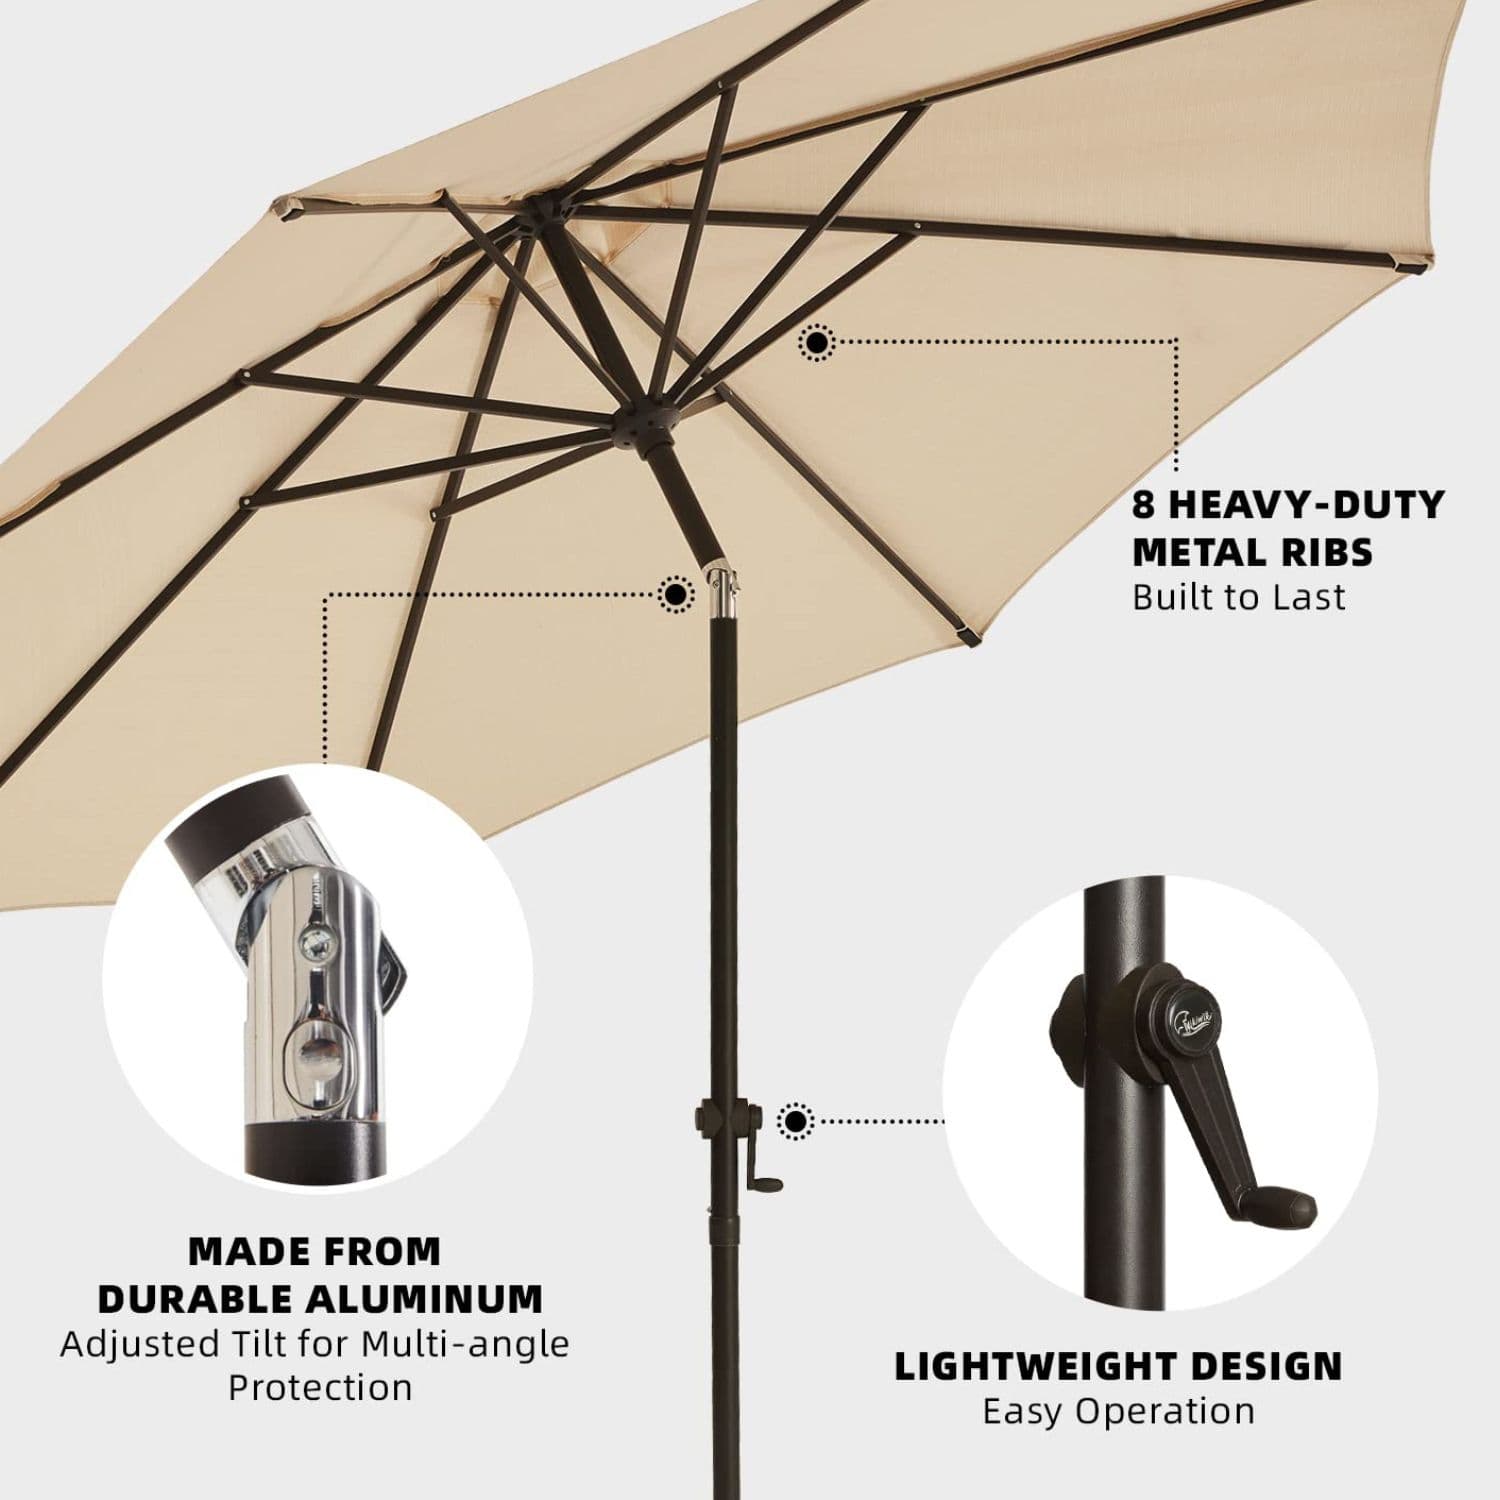 8 HEAVY-DUTY
METAL RIBS
Built to Last
MADE FROM
DURABLE ALUMINUM
Adjusted Tilt for Multi-angle
Protection
LIGHTWEIGHT DESIGN
Easy Operation